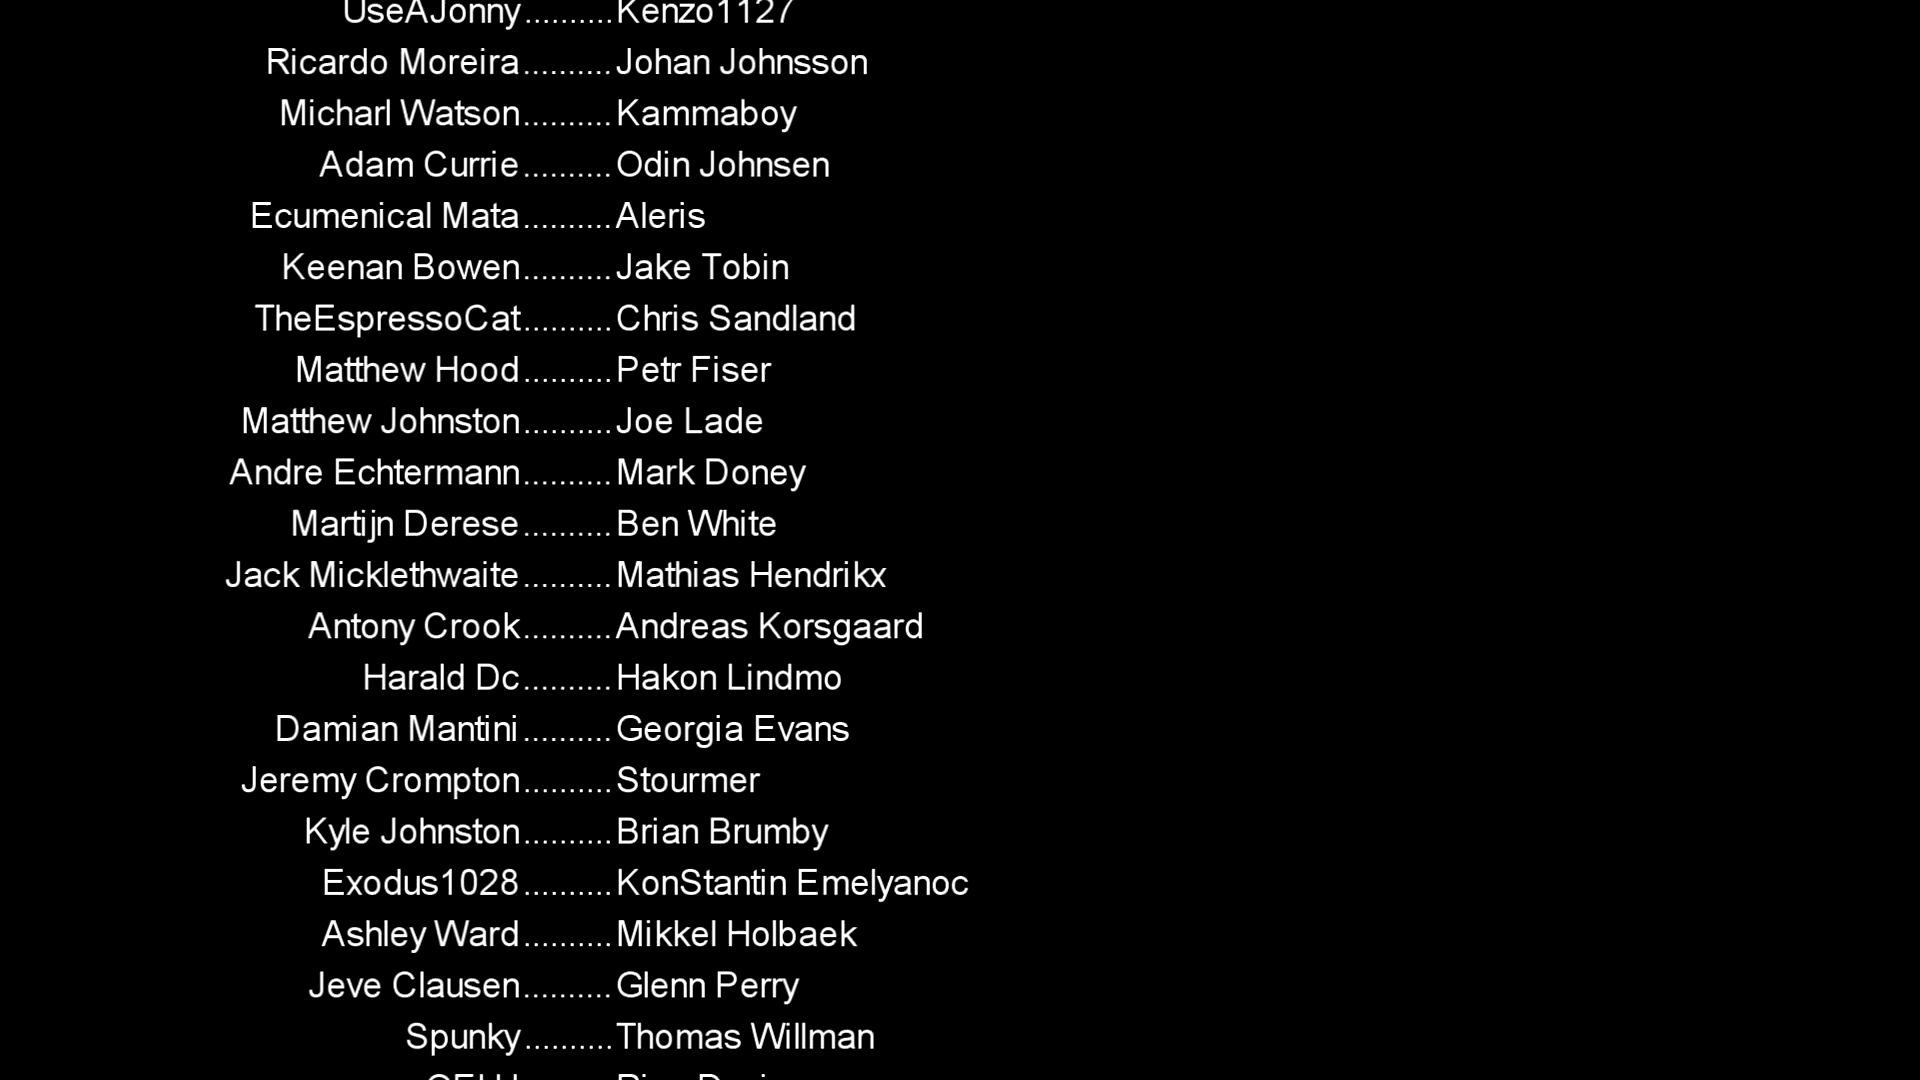 UseAJonny..........Kenzo1127
Ricardo Moreira..........Johan Johnsson
Micharl Watson..........Kammaboy
Adam Currie..........Odin Johnsen
Ecumenical Mata..........Aleris
Keenan Bowen..........Jake Tobin
TheEspressoCat..........Chris Sandland
Matthew Hood..........Petr Fiser
Matthew Johnston..........Joe Lade
Andre Echtermann..........Mark Doney
Martijn Derese..........Ben White
Jack Micklethwaite..........Mathias Hendrikx
Antony Crook..........Andreas Korsgaard
Harald Dc..........Hakon Lindmo
Damian Mantini..........Georgia Evans
Jeremy Crompton..........Stourmer
Kyle Johnston..........Brian Brumby
Exodus1028..........KonStantin Emelyanoc
Ashley Ward..........Mikkel Holbaek
Jeve Clausen..........Glenn Perry
Spunky..........Thomas Willman